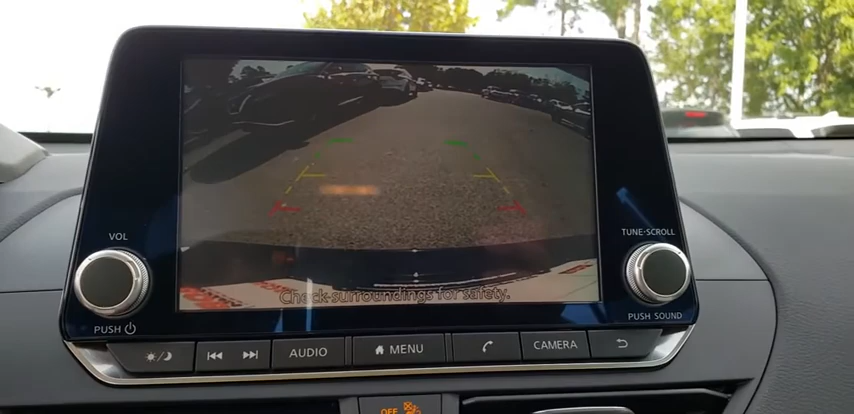 Check surroundings for safety.
VOL
TUNE·SCROLL
PUSH
PUSH SOUND
AUDIO
MENU
CAMERA
OFF